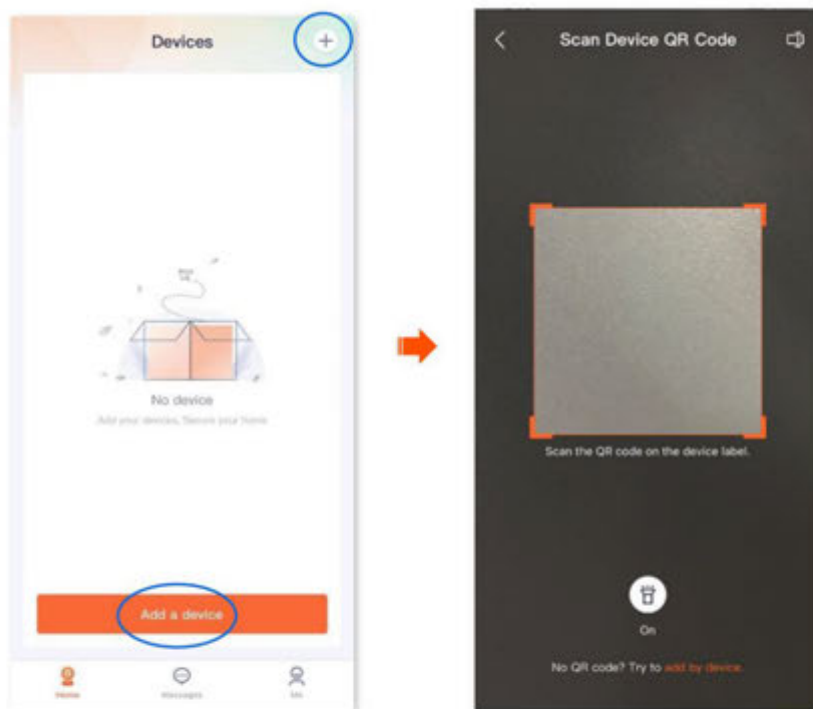 Devices
No device
Add your devices, Secure your home
Add a device
Home
Messages
Me
Scan Device QR Code
Scan the QR code on the device label.
On
No QR code? Try to add by device.